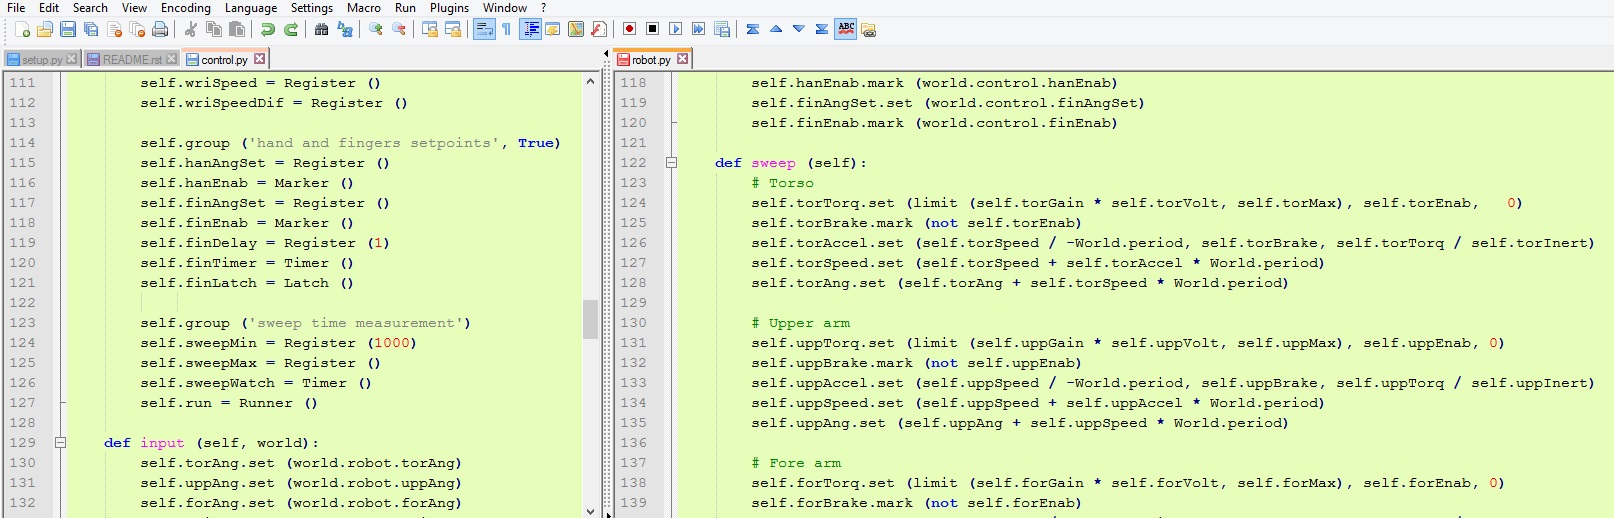 File Edit Search View Encoding Language Settings Macro Run Plugins Window ?
setup.py README.rst control.py
111 self.wriSpeed = Register ()
112 self.wriSpeedDif = Register ()
113
114 self.group ('hand and fingers setpoints', True)
115 self.hanAngSet = Register ()
116 self.hanEnab = Marker ()
117 self.finAngSet = Register ()
118 self.finEnab = Marker ()
119 self.finDelay = Register (1)
120 self.finTimer = Timer ()
121 self.finLatch = Latch ()
122
123 self.group ('sweep time measurement')
124 self.sweepMin = Register (1000)
125 self.sweepMax = Register ()
126 self.sweepWatch = Timer ()
127 self.run = Runner ()
128
129 def input (self, world):
130 self.torAng.set (world.robot.torAng)
131 self.uppAng.set (world.robot.uppAng)
132 self.forAng.set (world.robot.forAng)
robot.py
118 self.hanEnab.mark (world.control.hanEnab)
119 self.finAngSet.set (world.control.finAngSet)
120 self.finEnab.mark (world.control.finEnab)
121
122 def sweep (self):
123 # Torso
124 self.torTorq.set (limit (self.torGain * self.torVolt, self.torMax), self.torEnab, 0)
125 self.torBrake.mark (not self.torEnab)
126 self.torAccel.set (self.torSpeed / -World.period, self.torBrake, self.torTorq / self.torInert)
127 self.torSpeed.set (self.torSpeed + self.torAccel * World.period)
128 self.torAng.set (self.torAng + self.torSpeed * World.period)
129
130 # Upper arm
131 self.uppTorq.set (limit (self.uppGain * self.uppVolt, self.uppMax), self.uppEnab, 0)
132 self.uppBrake.mark (not self.uppEnab)
133 self.uppAccel.set (self.uppSpeed / -World.period, self.uppBrake, self.uppTorq / self.uppInert)
134 self.uppSpeed.set (self.uppSpeed + self.uppAccel * World.period)
135 self.uppAng.set (self.uppAng + self.uppSpeed * World.period)
136
137 # Fore arm
138 self.forTorq.set (limit (self.forGain * self.forVolt, self.forMax), self.forEnab, 0)
139 self.forBrake.mark (not self.forEnab)